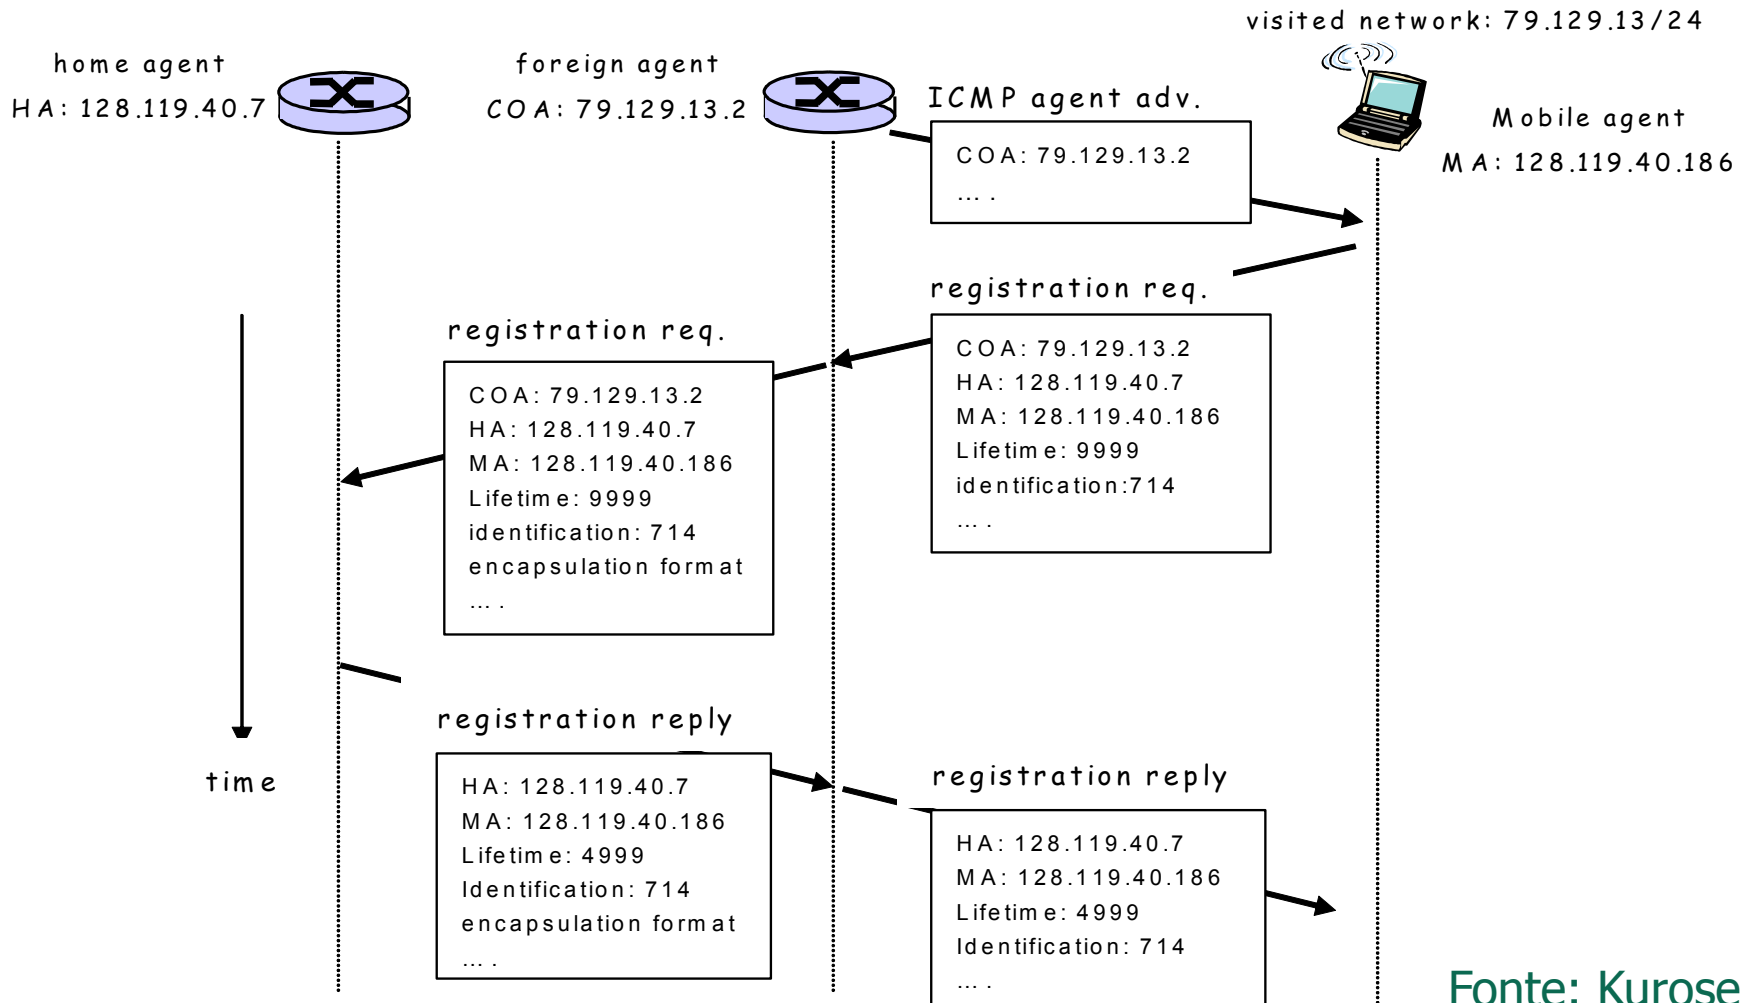 visited network: 79.129.13/24
home agent
HA: 128.119.40.7
foreign agent
COA: 79.129.13.2
ICMP agent adv.
COA: 79.129.13.2
... .
Mobile agent
MA: 128.119.40.186
registration req.
COA: 79.129.13.2
HA: 128.119.40.7
MA: 128.119.40.186
Lifetime: 9999
identification:714
... .
registration req.
COA: 79.129.13.2
HA: 128.119.40.7
MA: 128.119.40.186
Lifetime: 9999
identification: 714
encapsulation format
... .
time
registration reply
HA: 128.119.40.7
MA: 128.119.40.186
Lifetime: 4999
Identification: 714
encapsulation format
... .
registration reply
HA: 128.119.40.7
MA: 128.119.40.186
Lifetime: 4999
Identification: 714
... .
Fonte: Kurose